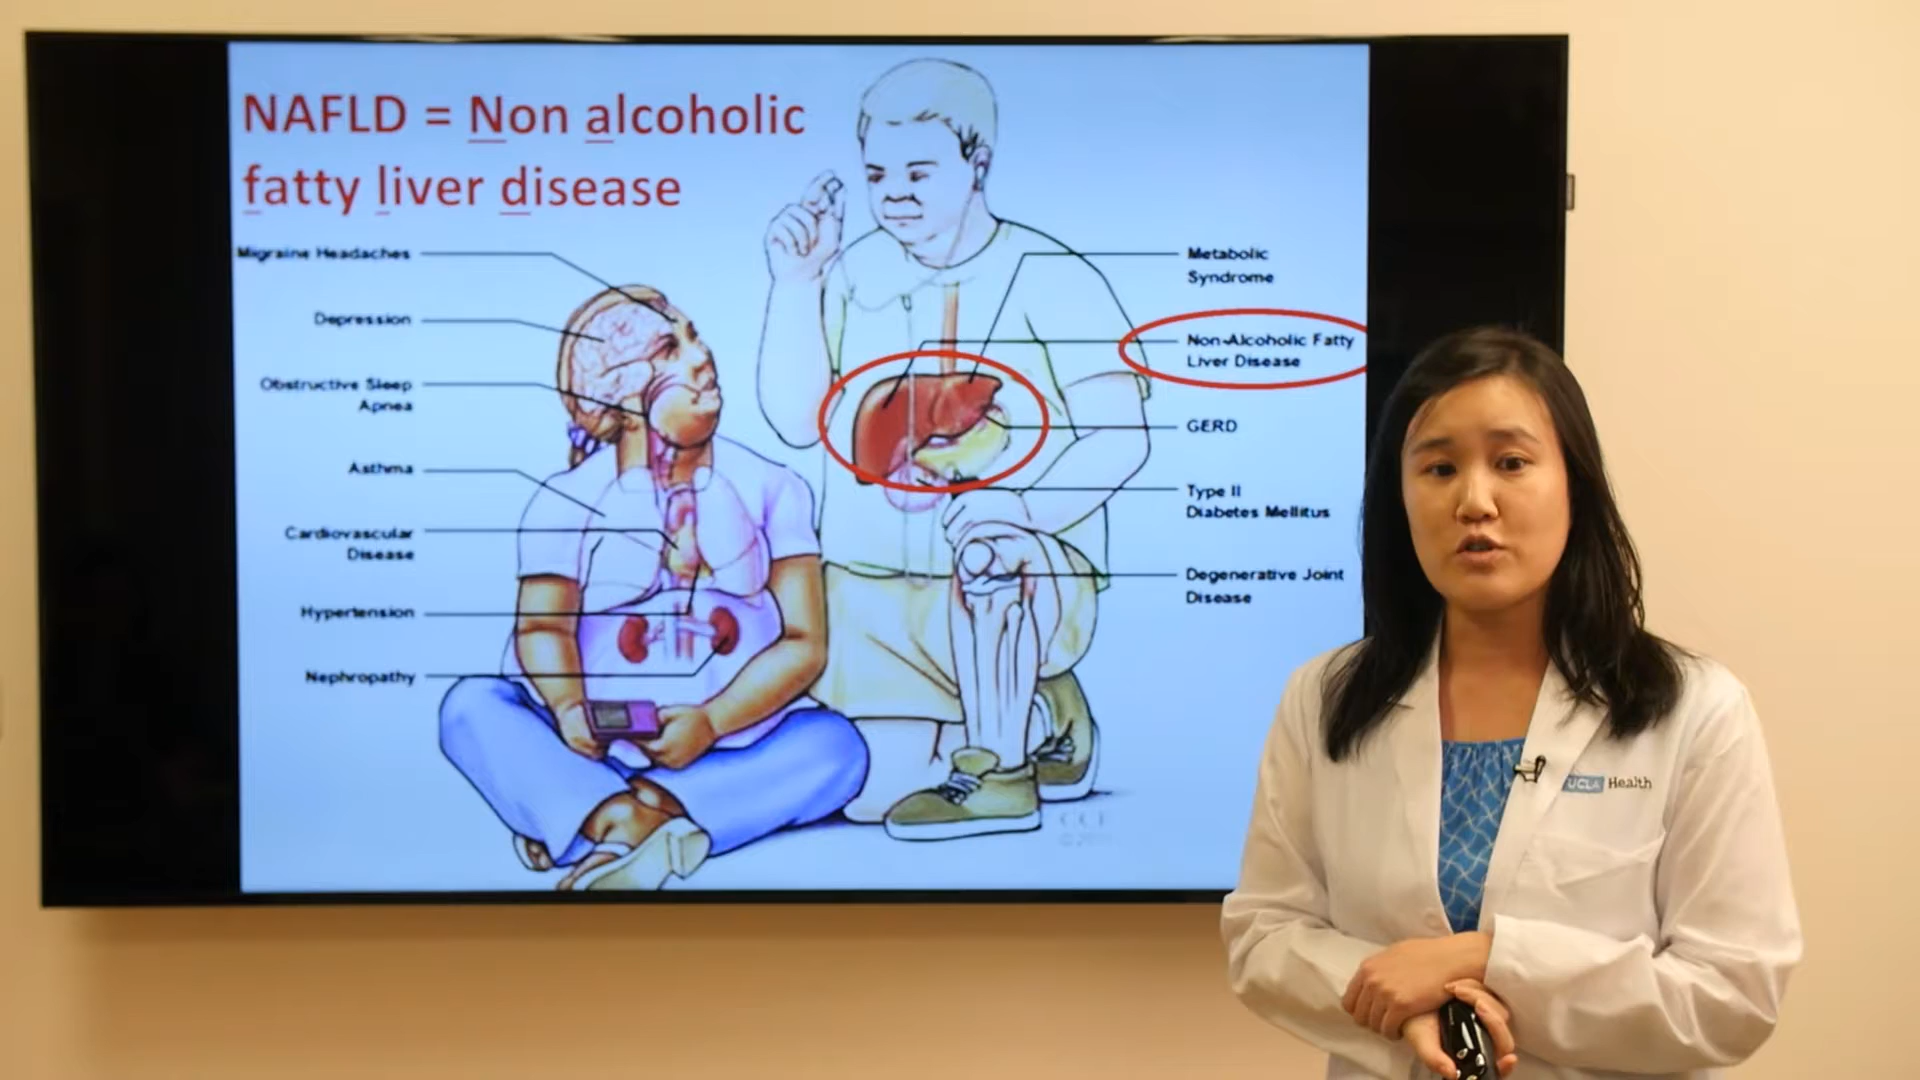 NAFLD = Non alcoholic
fatty liver disease
Migraine Headaches
Depression
Obstructive Sleep
Apnea
Asthma
Cardiovascular
Disease
Hypertension
Nephropathy
Metabolic
Syndrome
Non-Alcoholic Fatty
Liver Disease
GERD
Type II
Diabetes Mellitus
Degenerative Joint
Disease
UCLA Health